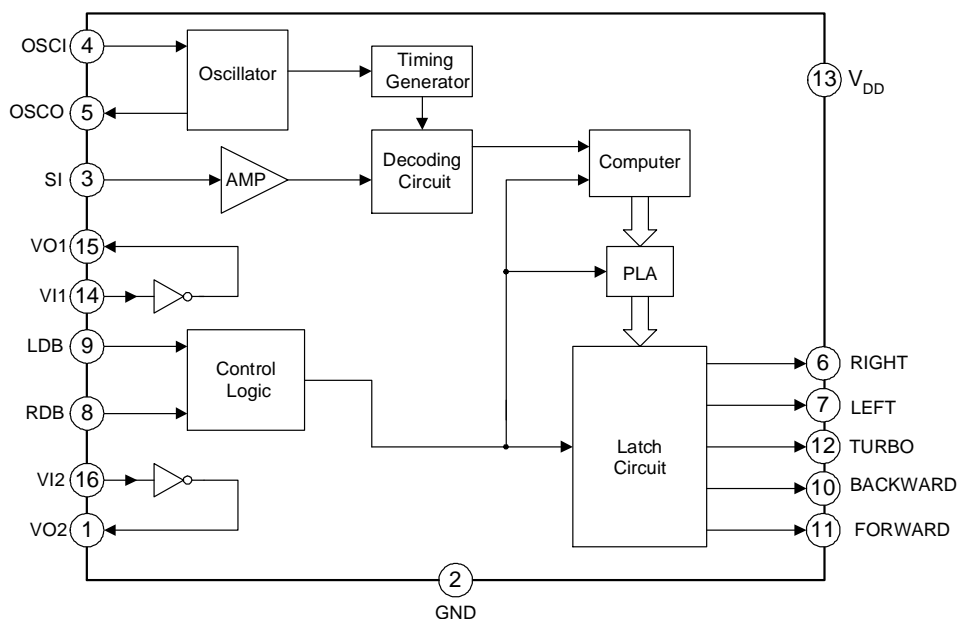 OSCI
4
Oscillator
Timing
Generator
13
V_DD
OSCO
5
SI
3
AMP
Decoding
Circuit
Computer
VO1
15
VI1
14
PLA
LDB
9
Control
Logic
RDB
8
VI2
16
VO2
1
Latch
Circuit
6
RIGHT
7
LEFT
12
TURBO
10
BACKWARD
11
FORWARD
2
GND